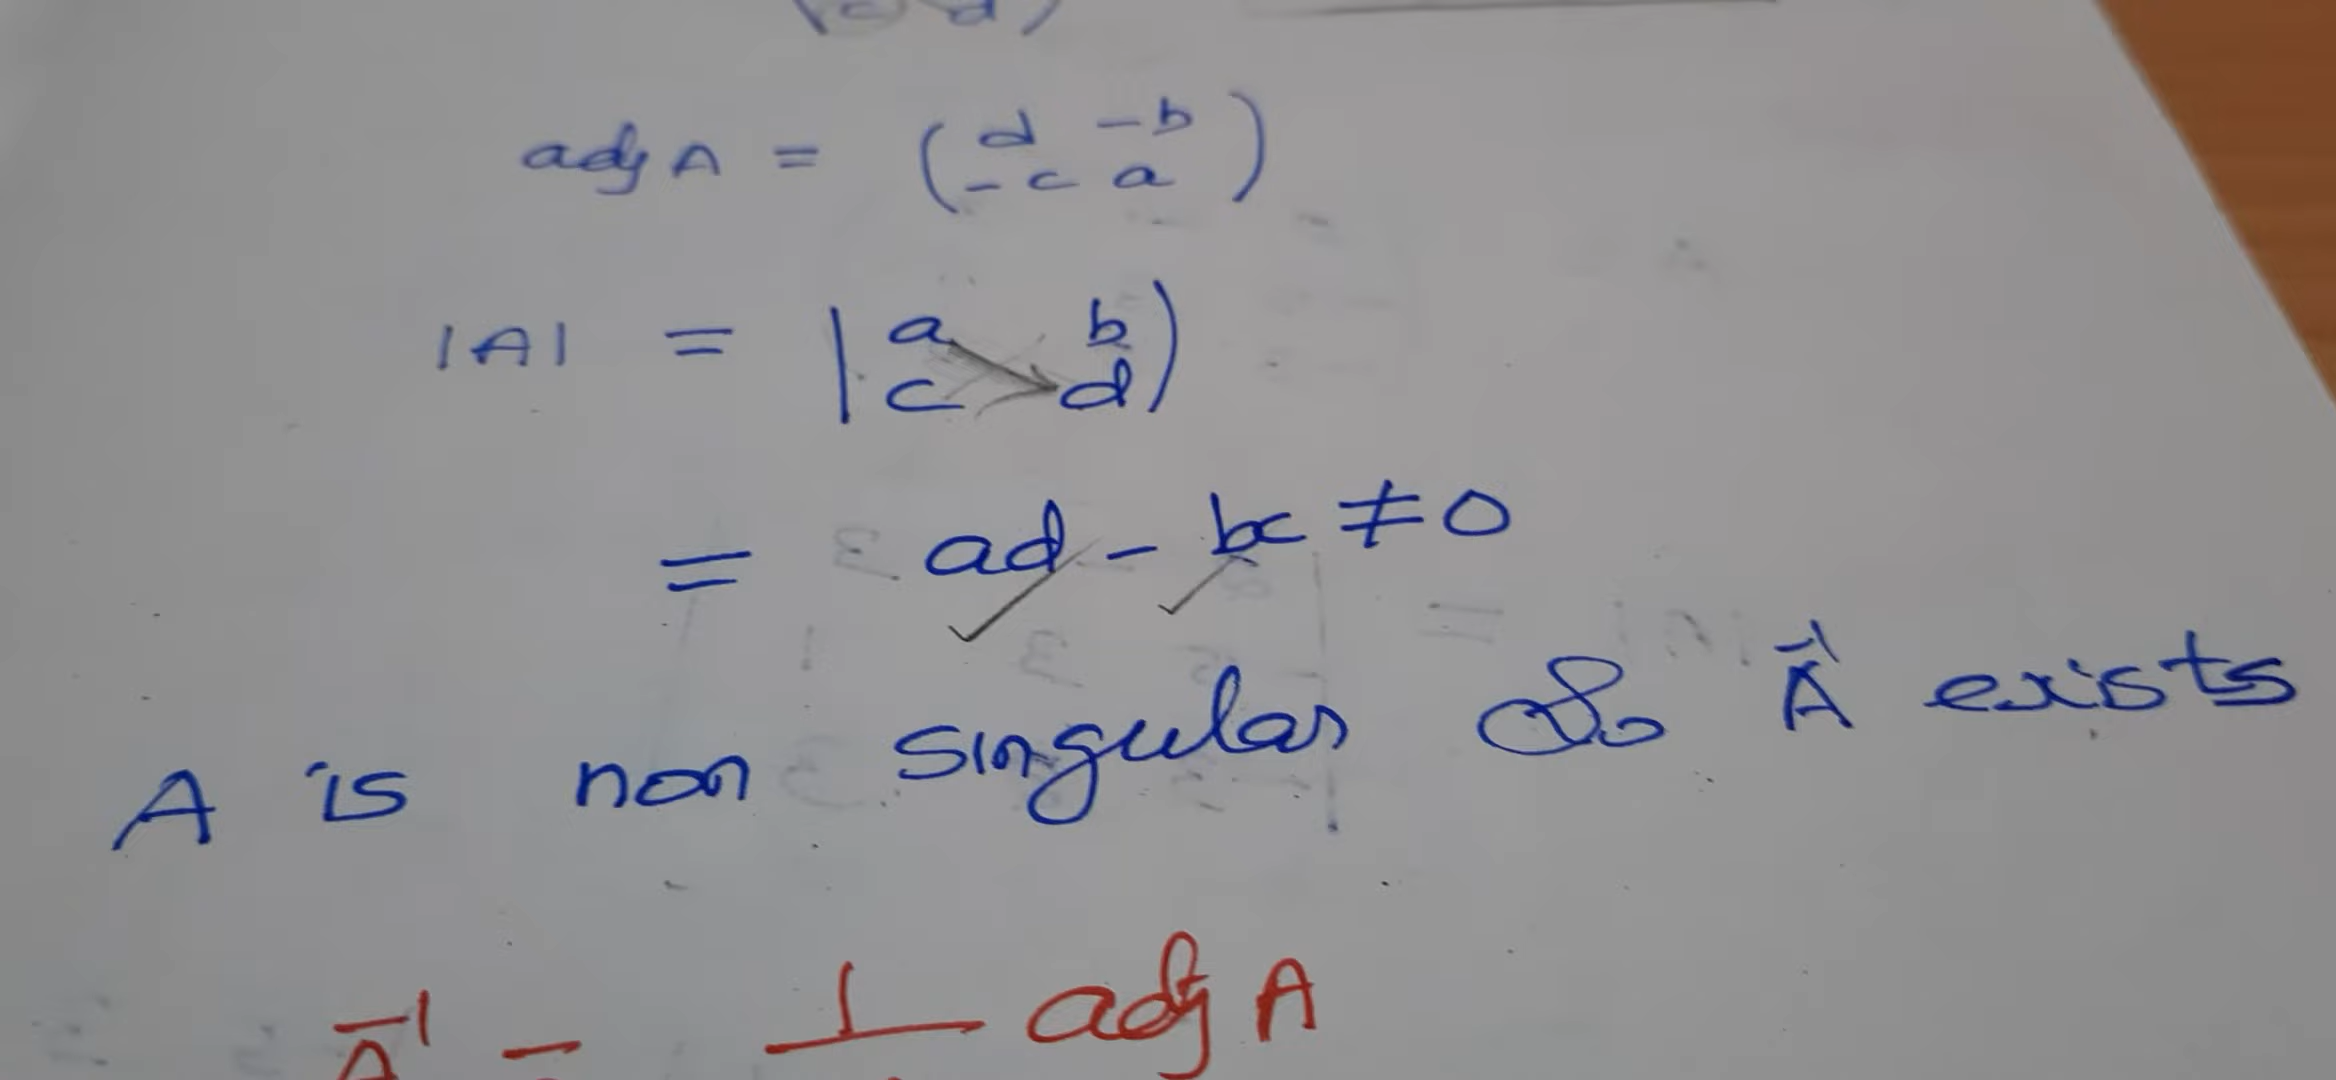 (c d)
adj A = (d -b
-c a)
|A| = |a b
c d)
= ad - bc ≠ 0
A is non singular So A⁻¹ exists
A⁻¹ = 1 adj A